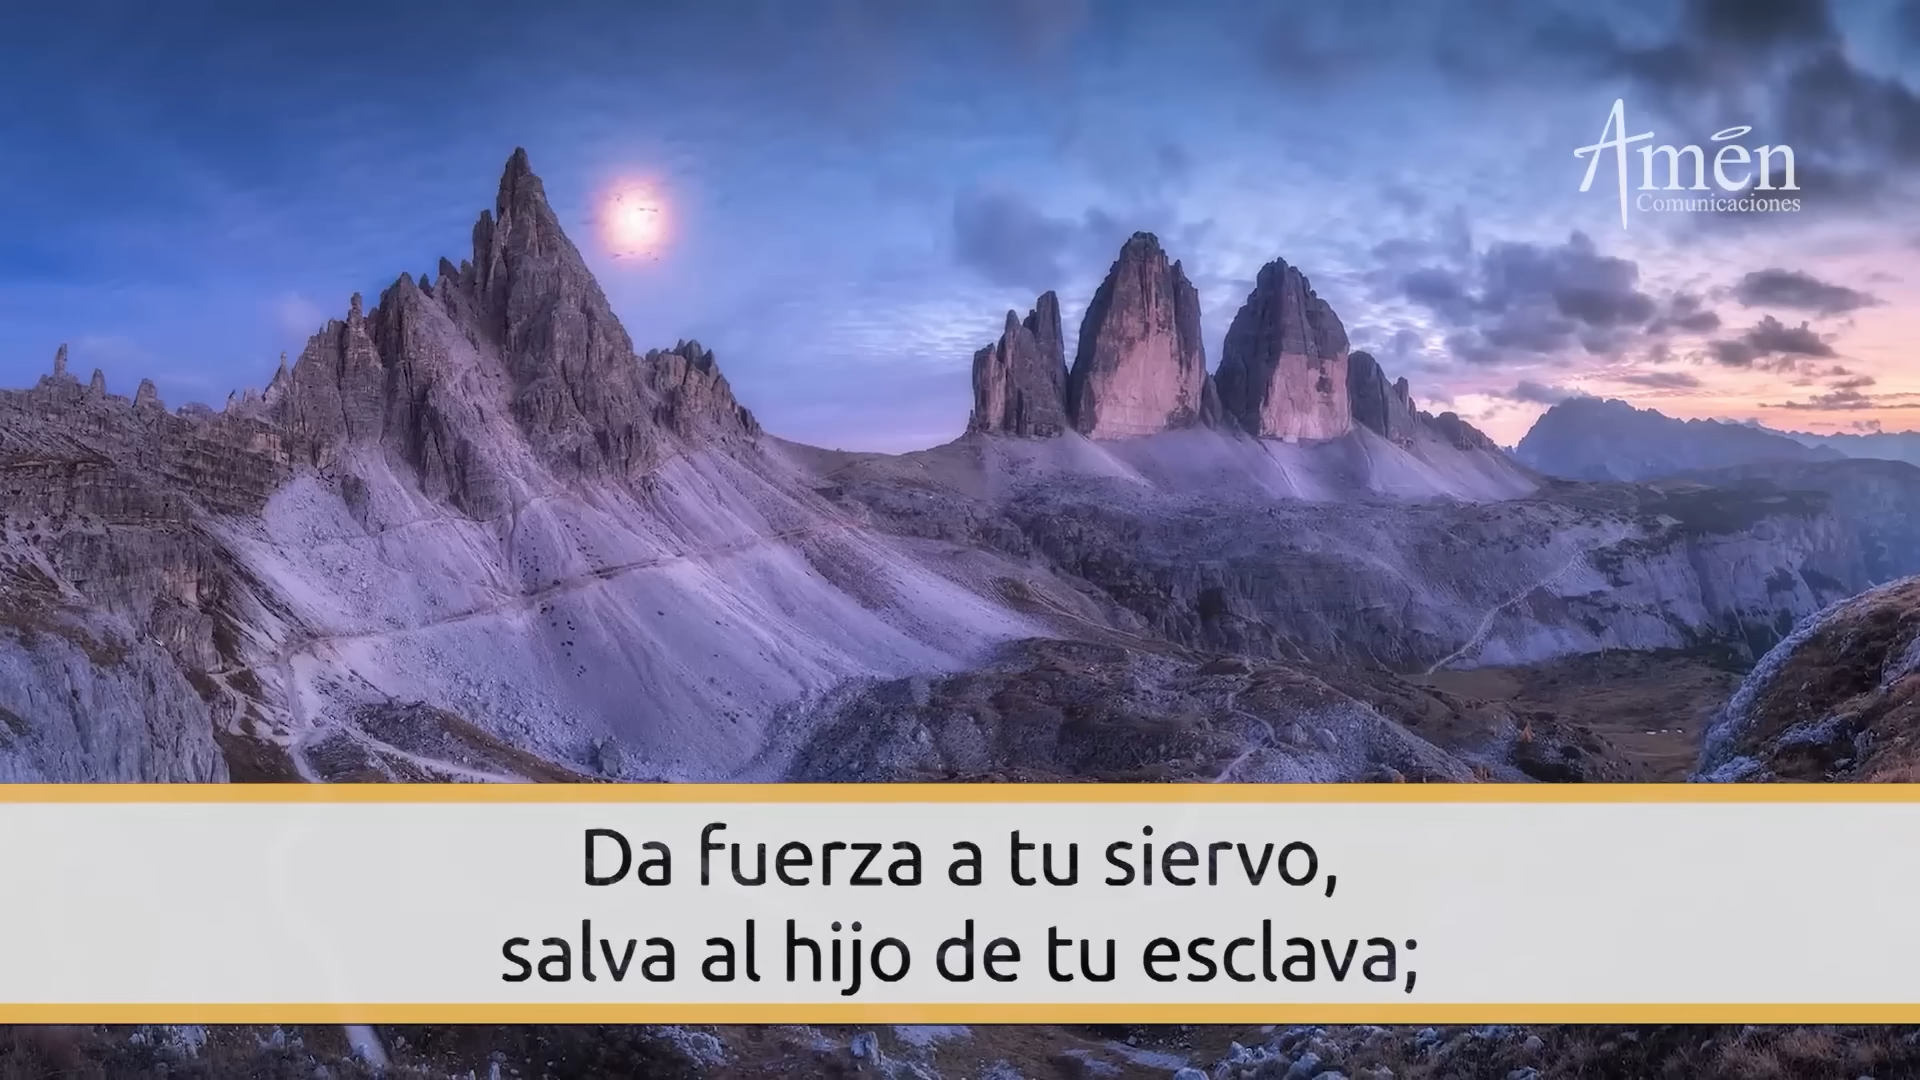 Amén
Comunicaciones
Da fuerza a tu siervo,
salva al hijo de tu esclava;